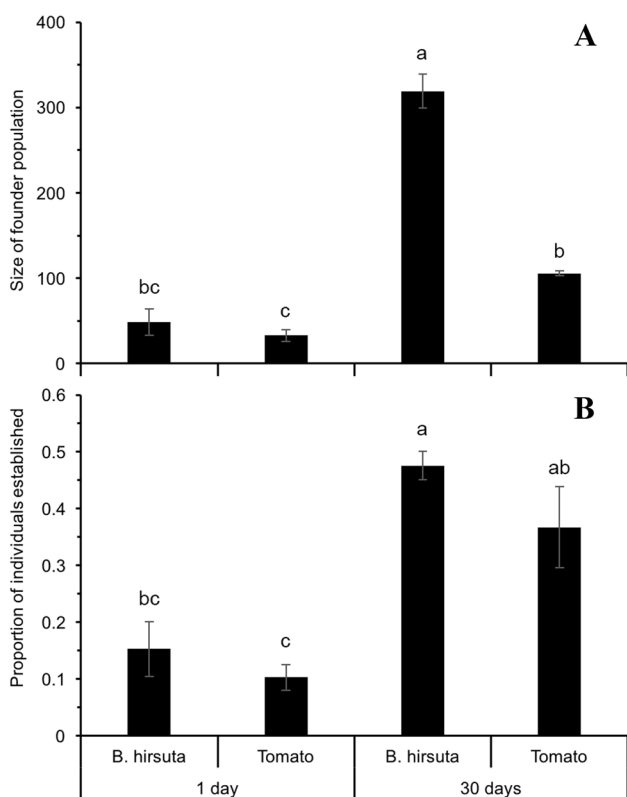 A
Size of founder population
400
300
200
100
0
bc
c
a
b
B
Proportion of individuals established
0.6
0.5
0.4
0.3
0.2
0.1
0
bc
c
a
ab
B. hirsuta Tomato B. hirsuta Tomato
1 day 30 days